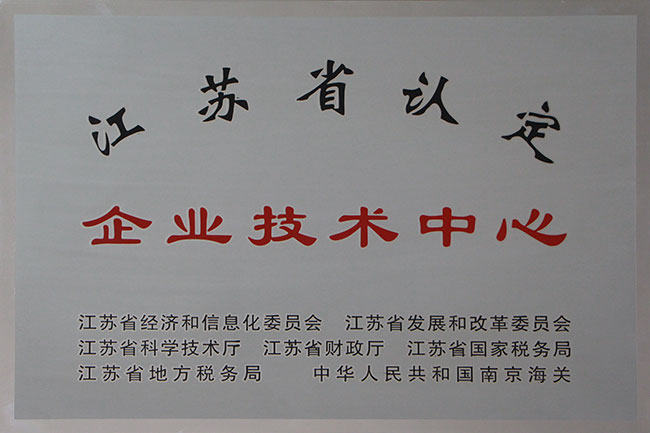 江苏省认定
企业技术中心
江苏省经济和信息化委员会 江苏省发展和改革委员会
江苏省科学技术厅 江苏省财政厅 江苏省国家税务局
江苏省地方税务局 中华人民共和国南京海关